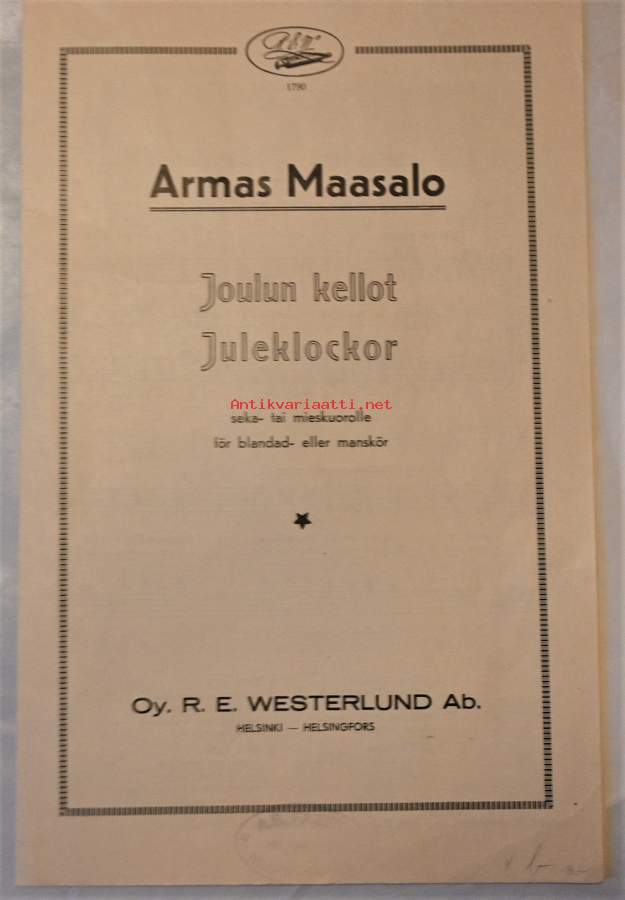 1790
Armas Maasalo
Joulun kellot
Juleklockor
Antikvariaatti.net
seka- tai mieskuorolle
för blandad- eller manskör
Oy. R. E. WESTERLUND Ab.
HELSINKI — HELSINGFORS